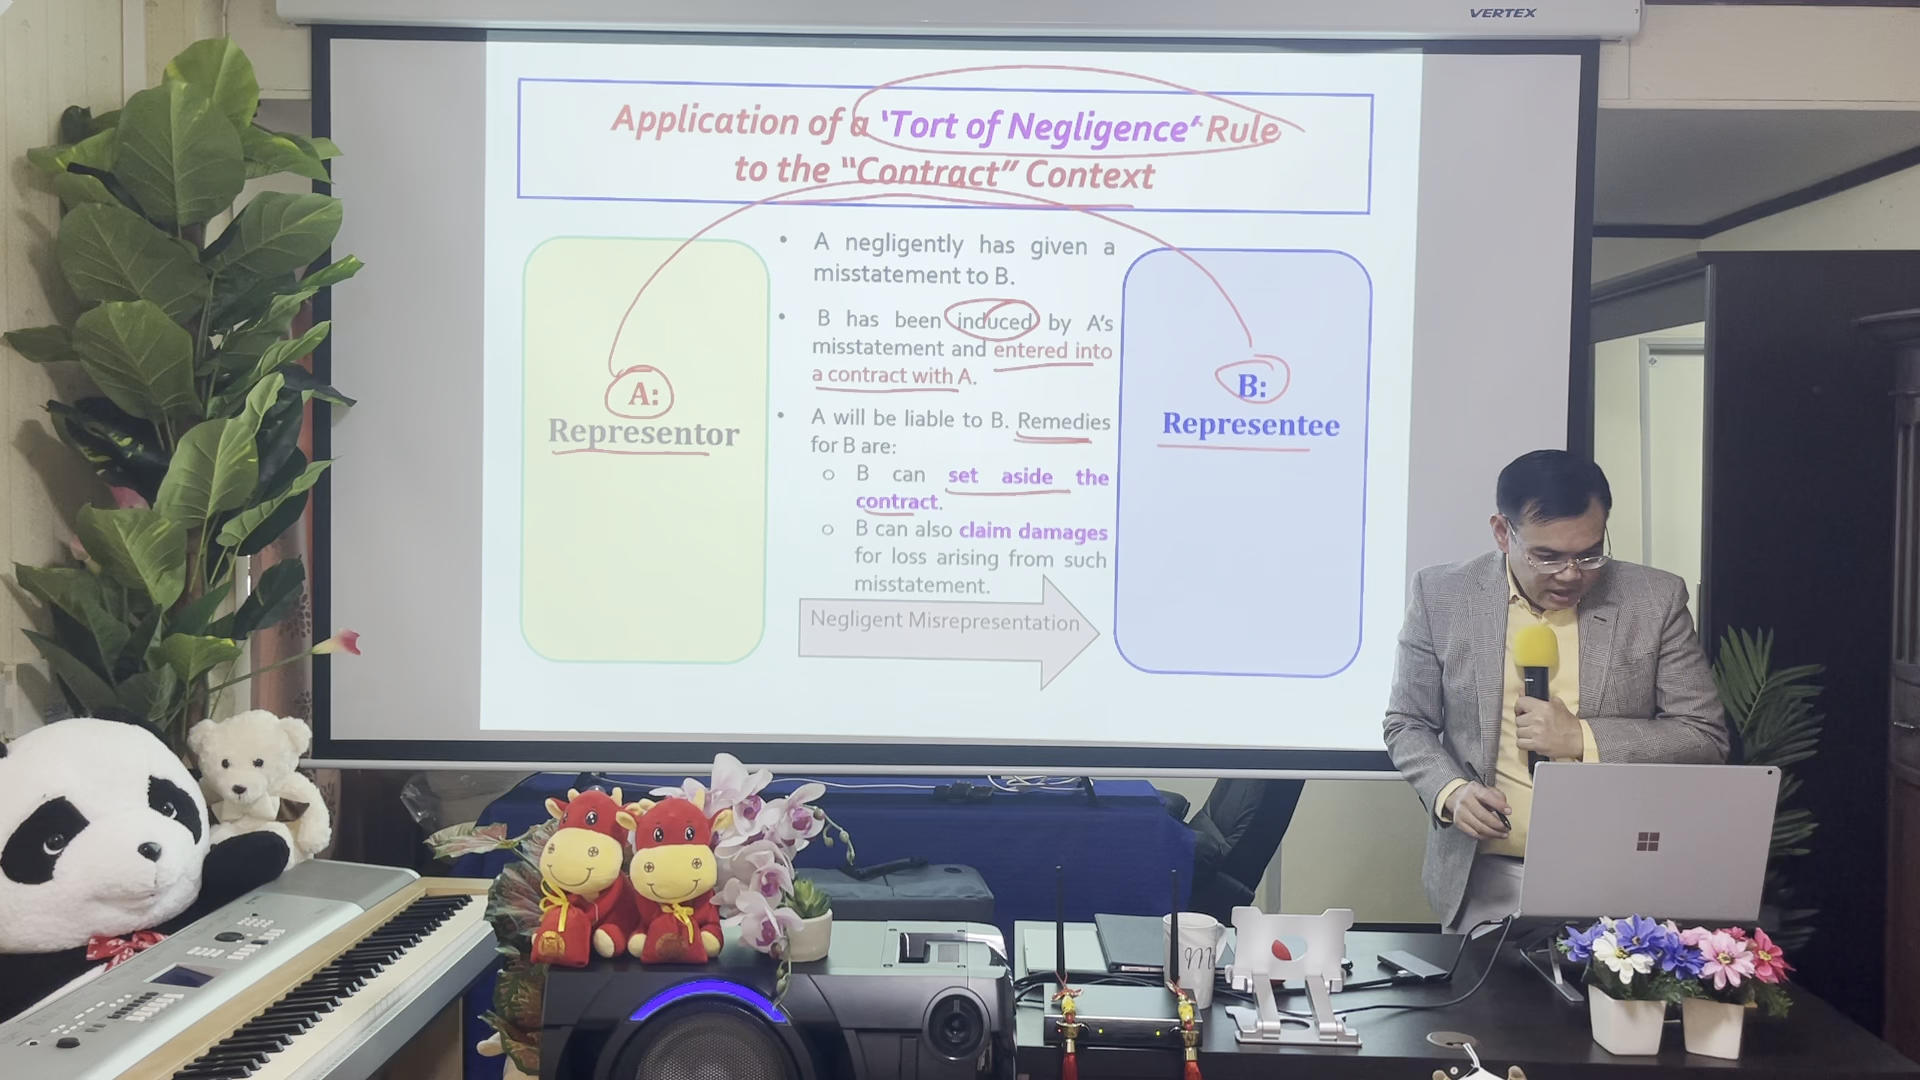 VERTEX
Application of a 'Tort of Negligence' Rule
to the "Contract" Context
• A negligently has given a
misstatement to B.
• B has been induced by A's
misstatement and entered into
a contract with A.
• A will be liable to B. Remedies
for B are:
o B can set aside the
contract.
o B can also claim damages
for loss arising from such
misstatement.
Negligent Misrepresentation
A:
Representor
B:
Representee
m